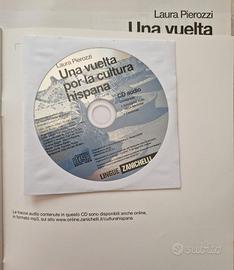 Laura Pierozzi
Una vuelta
Laura Pierozzi
Una vuelta
por la cultura
hispana
CD audio
LINGUE ZANICHELLI
Le tracce audio contenute in questo CD sono disponibili anche online,
in formato mp3, sul sito www.online.zanichelli.it/culturahispana
Subito